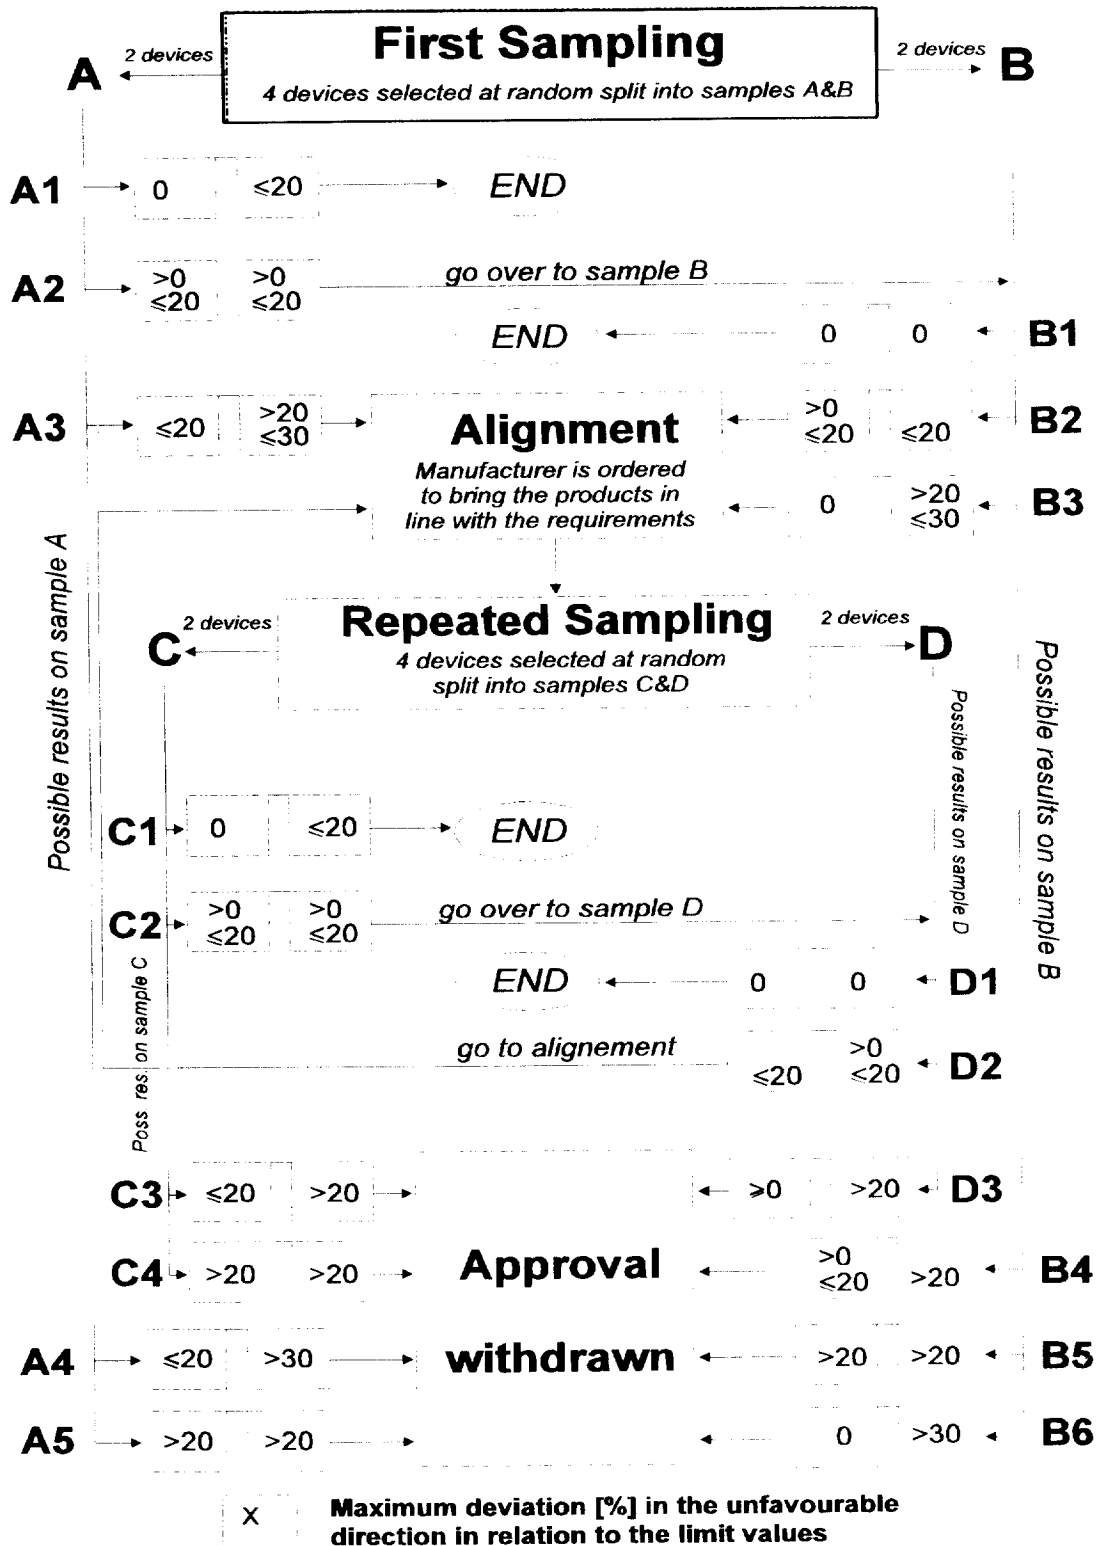 First Sampling
4 devices selected at random split into samples A&B
A
2 devices
2 devices
B
A1
0
≤20
END
A2
>0
≤20
>0
≤20
go over to sample B
END
0
0
B1
A3
≤20
>20
≤30
Alignment
Manufacturer is ordered
to bring the products in
line with the requirements
>0
≤20
≤20
B2
0
>20
≤30
B3
Possible results on sample A
Repeated Sampling
4 devices selected at random
split into samples C&D
C
2 devices
2 devices
D
Possible results on sample D
Possible results on sample B
C1
0
≤20
END
C2
>0
≤20
>0
≤20
go over to sample D
Poss res. on sample C
END
0
0
D1
go to alignement
≤20
>0
≤20
D2
C3
≤20
>20
≥0
>20
D3
C4
>20
>20
Approval
>0
≤20
>20
B4
A4
≤20
>30
withdrawn
>20
>20
B5
A5
>20
>20
0
>30
B6
X
Maximum deviation [%] in the unfavourable
direction in relation to the limit values